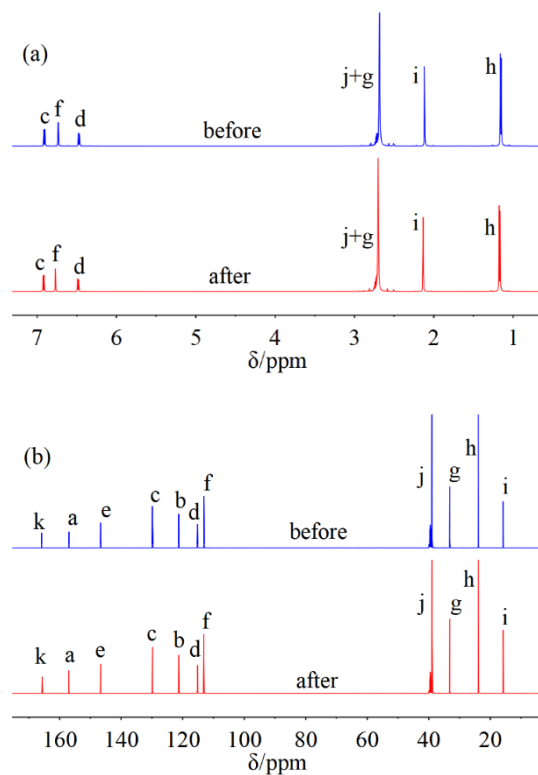 (a)
j+g
h
i
c
f
d
before
j+g
i
h
c
f
d
after
7
6
5
4
3
2
1
δ/ppm
(b)
h
j
g
i
k
a
e
c
b
d
f
before
h
j
g
i
k
a
e
c
b
d
f
after
160
140
120
100
80
60
40
20
δ/ppm